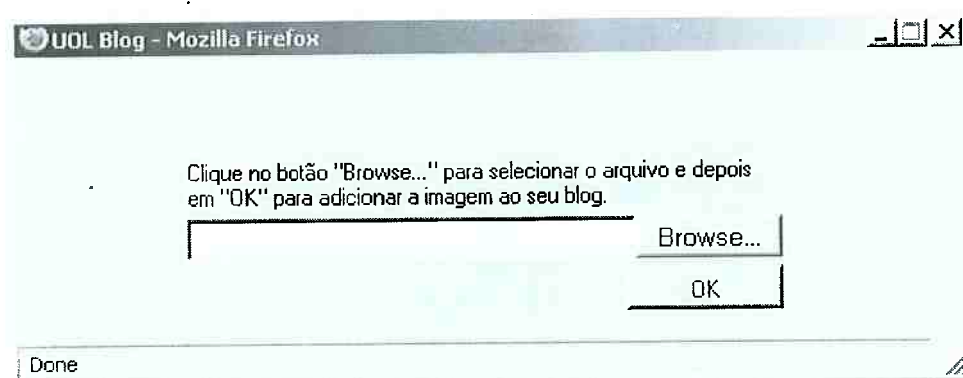 UOL Blog - Mozilla Firefox
Clique no botão "Browse..." para selecionar o arquivo e depois
em "OK" para adicionar a imagem ao seu blog.
Browse...
OK
Done